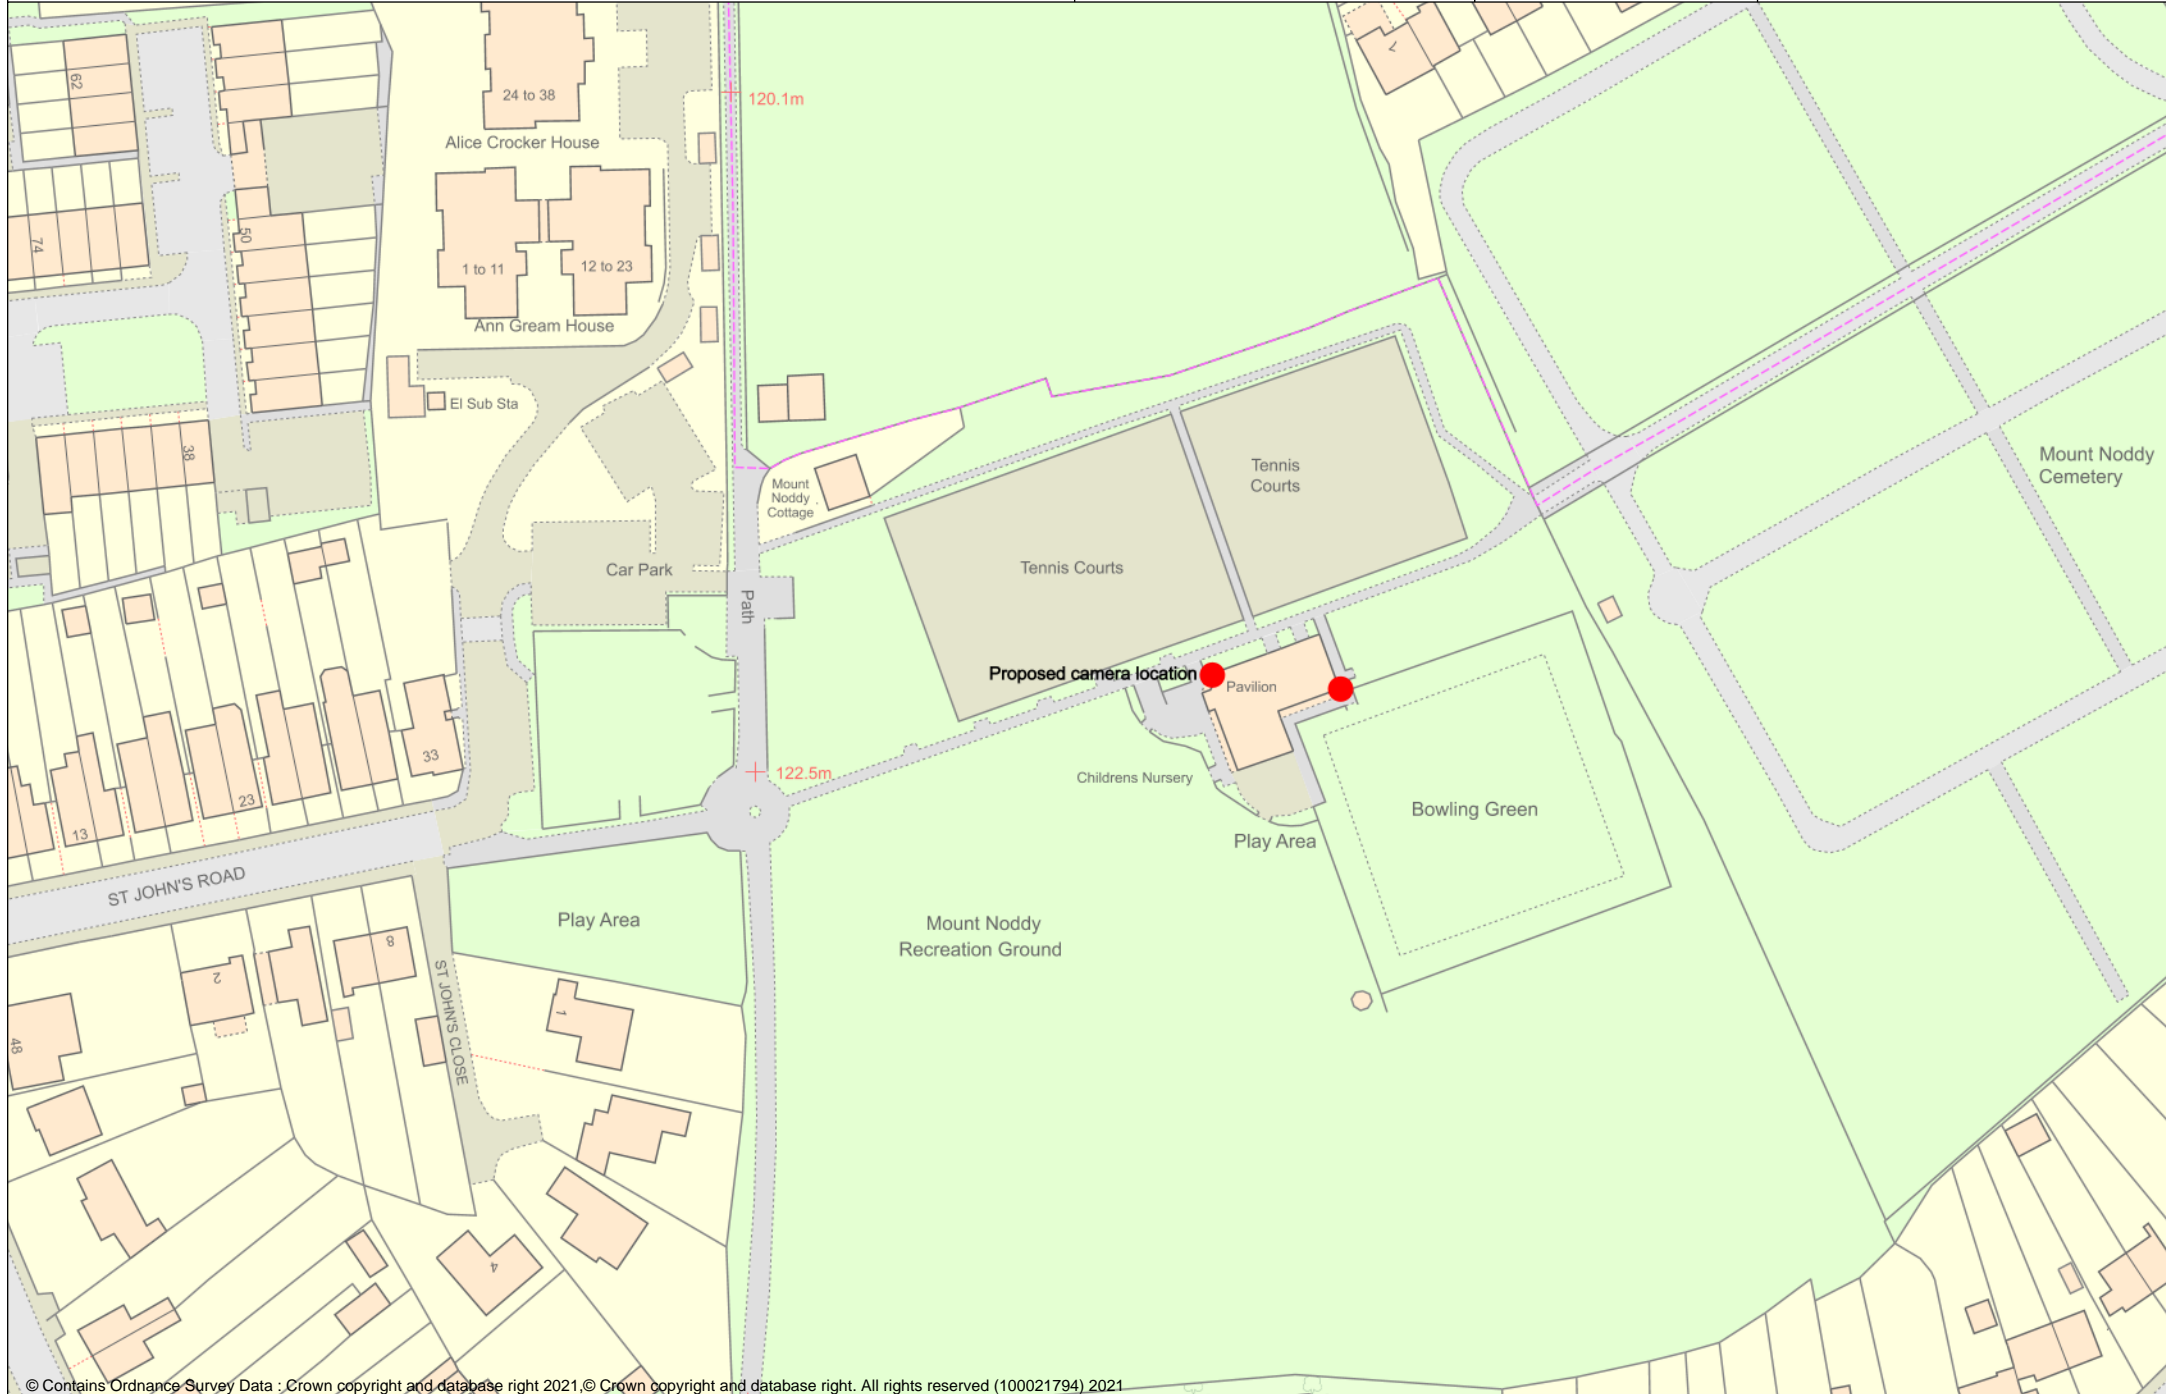 62
24 to 38
120.1m
7
Alice Crocker House
74
50
1 to 11
12 to 23
Ann Gream House
El Sub Sta
38
Mount
Noddy
Cottage
Tennis
Courts
Mount Noddy
Cemetery
Car Park
Path
Tennis Courts
Proposed camera location
Pavilion
33
23
13
122.5m
Childrens Nursery
Bowling Green
Play Area
ST JOHN'S ROAD
Play Area
Mount Noddy
Recreation Ground
2
8
ST JOHN'S CLOSE
1
48
4
© Contains Ordnance Survey Data : Crown copyright and database right 2021,© Crown copyright and database right. All rights reserved (100021794) 2021